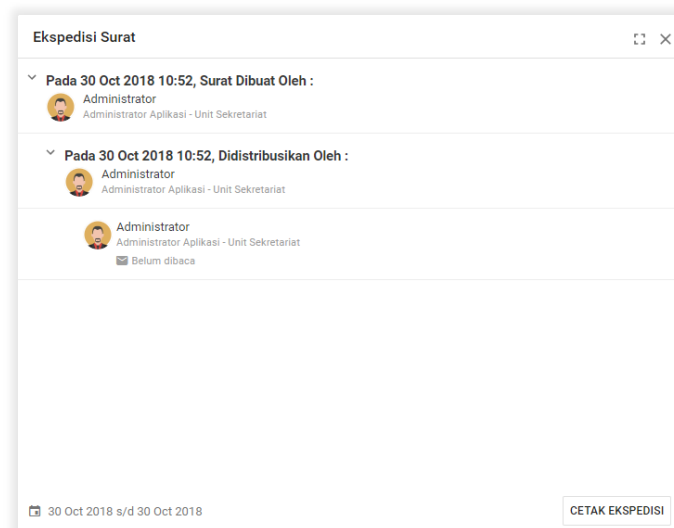 Ekspedisi Surat
Pada 30 Oct 2018 10:52, Surat Dibuat Oleh :
Administrator
Administrator Aplikasi - Unit Sekretariat
Pada 30 Oct 2018 10:52, Didistribusikan Oleh :
Administrator
Administrator Aplikasi - Unit Sekretariat
Administrator
Administrator Aplikasi - Unit Sekretariat
Belum dibaca
30 Oct 2018 s/d 30 Oct 2018
CETAK EKSPEDISI